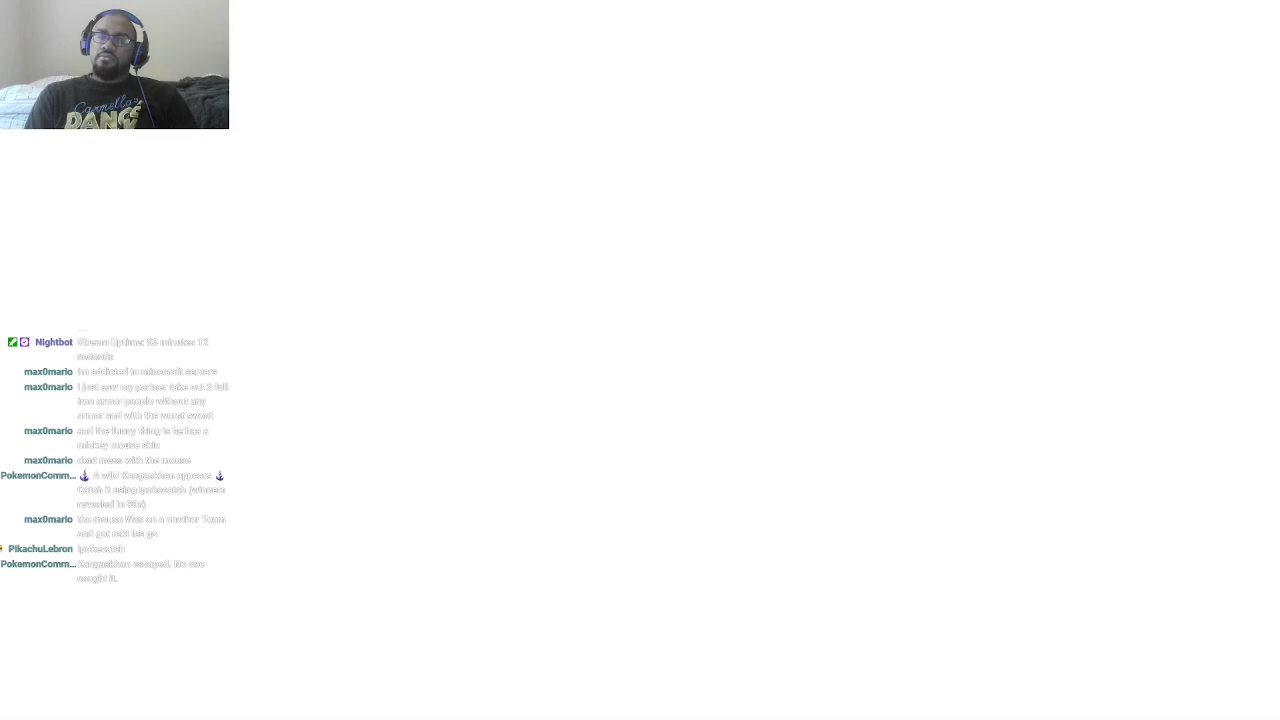 Carmella's
DANCE
...
Nightbot Stream Uptime: 53 minutes 12
seconds
max0mario im addicted to minecraft servers
max0mario i just saw my partner take out 2 full
iron armor people without any
armor and with the worst sword
max0mario and the funny thing is he has a
mickey mouse skin
max0mario dont mess with the mouse
PokemonComm... A wild Kangaskhan appears
Catch it using !pokecatch (winners
revealed in 90s)
max0mario the mouse Was on a another Team
and got rekt lee go
PikachuLebron !pokecatch
PokemonComm... Kangaskhan escaped. No one
caught it.